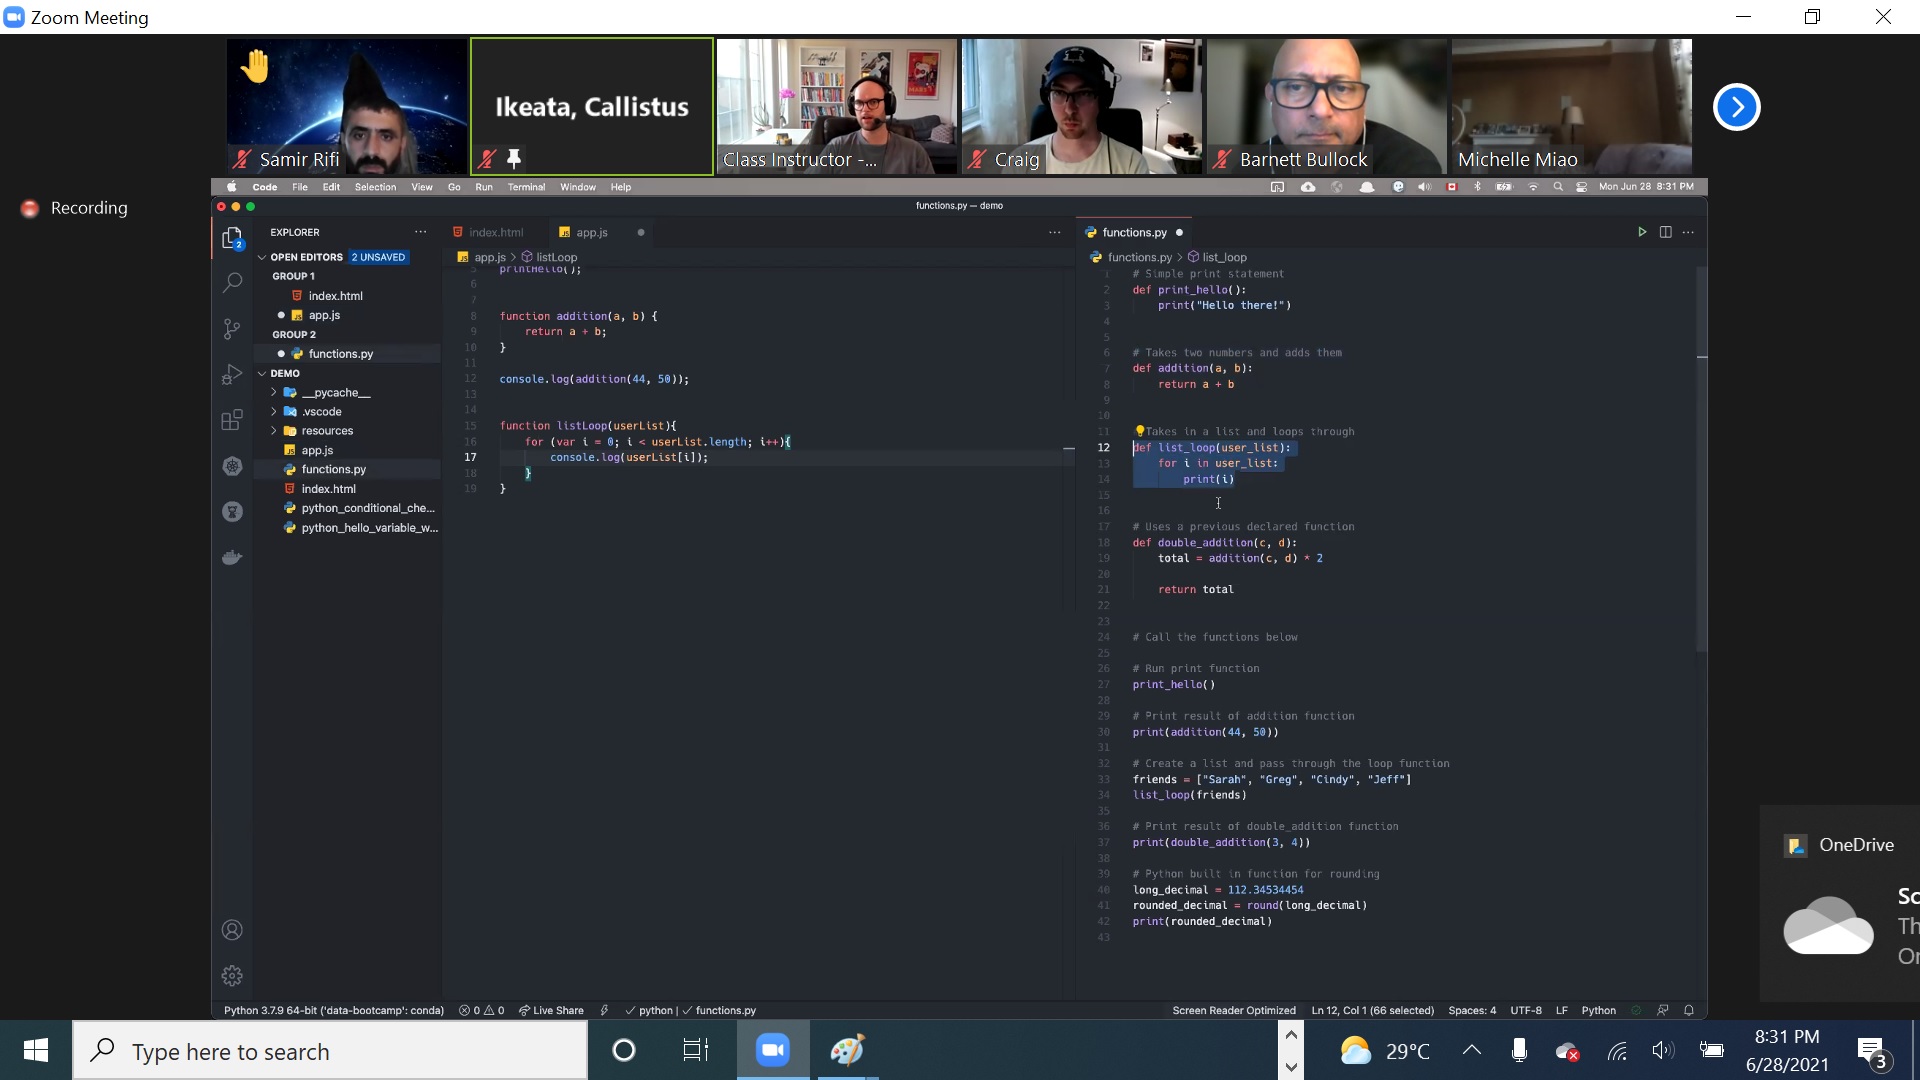 Zoom Meeting
Samir Rifi
Ikeata, Callistus
Class Instructor -...
Craig
Barnett Bullock
Michelle Miao
Recording
Code File Edit Selection View Go Run Terminal Window Help
Mon Jun 28 8:31 PM
functions.py — demo
EXPLORER
OPEN EDITORS 2 UNSAVED
GROUP 1
index.html
app.js
GROUP 2
functions.py
DEMO
__pycache__
.vscode
resources
app.js
functions.py
index.html
python_conditional_che...
python_hello_variable_w...
index.html
app.js
app.js > listLoop
5 printHello();
6
7
8 function addition(a, b) {
9 return a + b;
10 }
11
12 console.log(addition(44, 50));
13
14
15 function listLoop(userList){
16 for (var i = 0; i < userList.length; i++){
17 console.log(userList[i]);
18 }
19 }
functions.py
functions.py > list_loop
1 # Simple print statement
2 def print_hello():
3 print("Hello there!")
4
5
6 # Takes two numbers and adds them
7 def addition(a, b):
8 return a + b
9
10
11 Takes in a list and loops through
12 def list_loop(user_list):
13 for i in user_list:
14 print(i)
15
16
17 # Uses a previous declared function
18 def double_addition(c, d):
19 total = addition(c, d) * 2
20
21 return total
22
23
24 # Call the functions below
25
26 # Run print function
27 print_hello()
28
29 # Print result of addition function
30 print(addition(44, 50))
31
32 # Create a list and pass through the loop function
33 friends = ["Sarah", "Greg", "Cindy", "Jeff"]
34 list_loop(friends)
35
36 # Print result of double_addition function
37 print(double_addition(3, 4))
38
39 # Python built in function for rounding
40 long_decimal = 112.34534454
41 rounded_decimal = round(long_decimal)
42 print(rounded_decimal)
43
Python 3.7.9 64-bit ('data-bootcamp': conda) 0 0 Live Share python | functions.py
Screen Reader Optimized Ln 12, Col 1 (66 selected) Spaces: 4 UTF-8 LF Python
OneDrive
Sc
Th
On
Type here to search
29°C
8:31 PM
6/28/2021
3